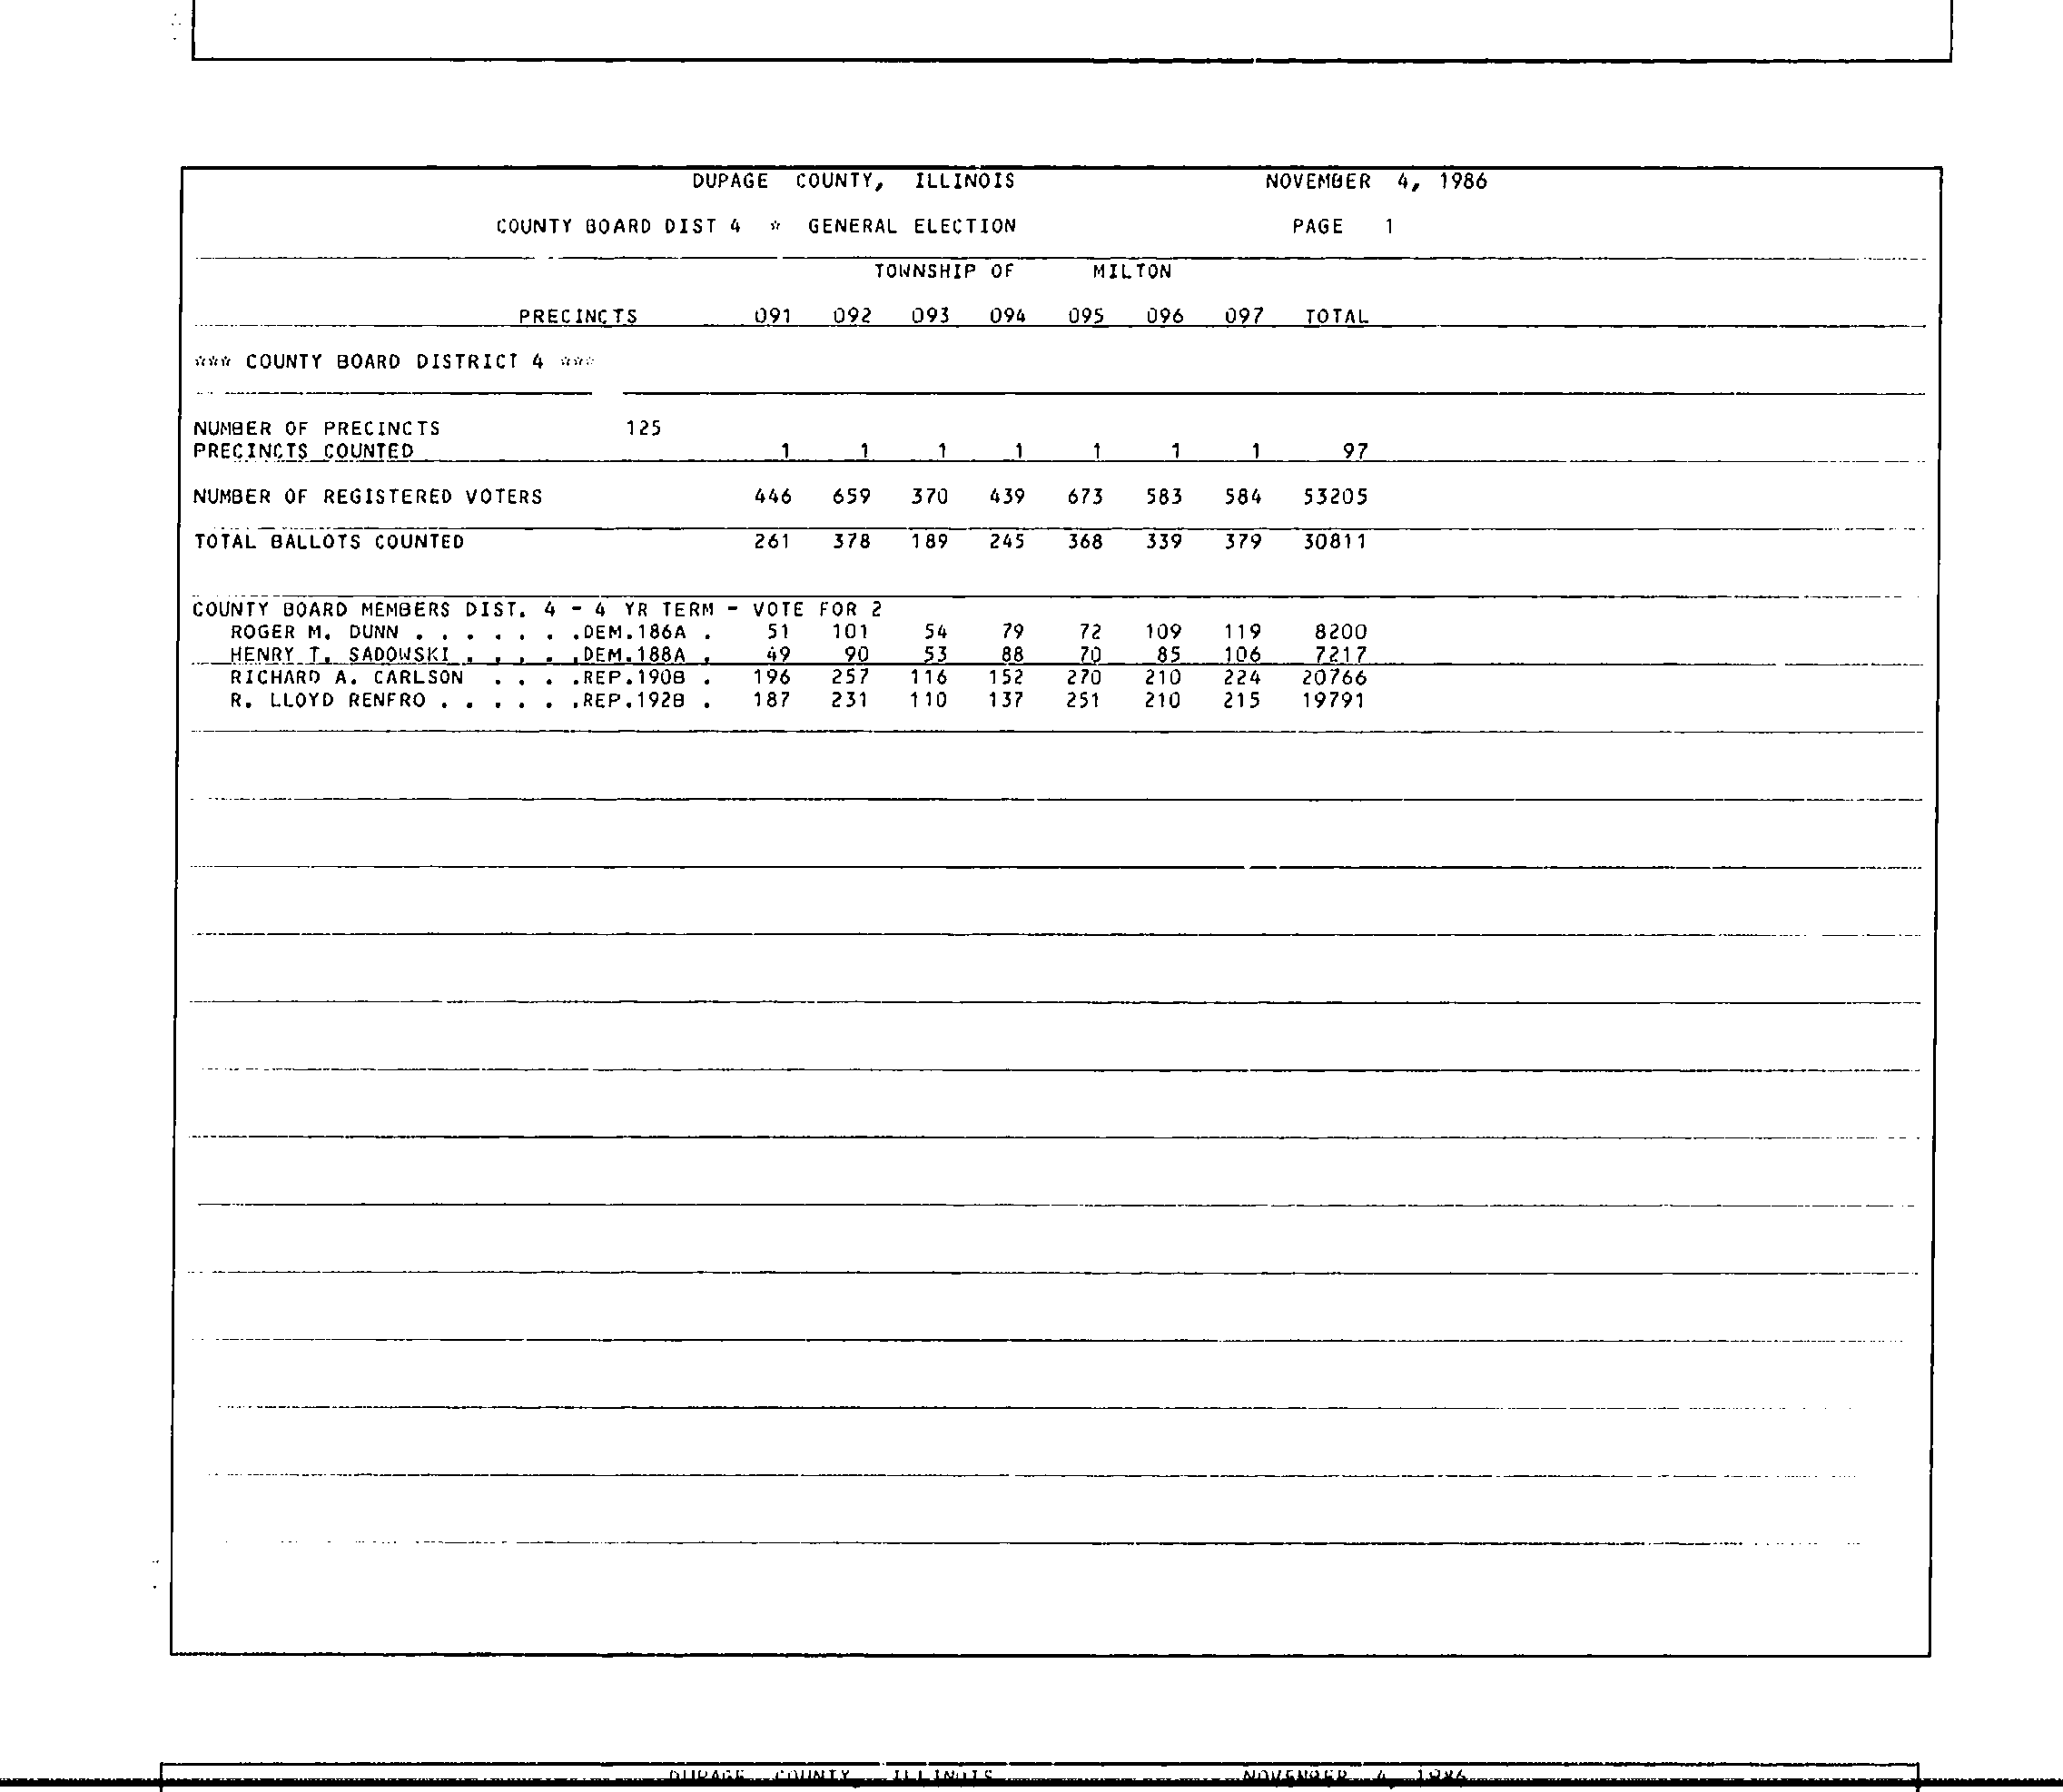 DUPAGE COUNTY, ILLINOIS NOVEMBER 4, 1986
COUNTY BOARD DIST 4 * GENERAL ELECTION PAGE 1
TOWNSHIP OF MILTON
PRECINCTS 091 092 093 094 095 096 097 TOTAL
*** COUNTY BOARD DISTRICT 4 ***
NUMBER OF PRECINCTS 125
PRECINCTS COUNTED 1 1 1 1 1 1 1 97
NUMBER OF REGISTERED VOTERS 446 659 370 439 673 583 584 53205
TOTAL BALLOTS COUNTED 261 378 189 245 368 339 379 30811
COUNTY BOARD MEMBERS DIST. 4 - 4 YR TERM - VOTE FOR 2
ROGER M. DUNN . . . . . . .DEM.186A . 51 101 54 79 72 109 119 8200
HENRY T. SADOWSKI . . . . .DEM.188A . 49 90 53 88 70 85 106 7217
RICHARD A. CARLSON . . . .REP.190B . 196 257 116 152 270 210 224 20766
R. LLOYD RENFRO . . . . . .REP.192B . 187 231 110 137 251 210 215 19791
DUPAGE COUNTY ILLINOIS NOVEMBER 4 1986